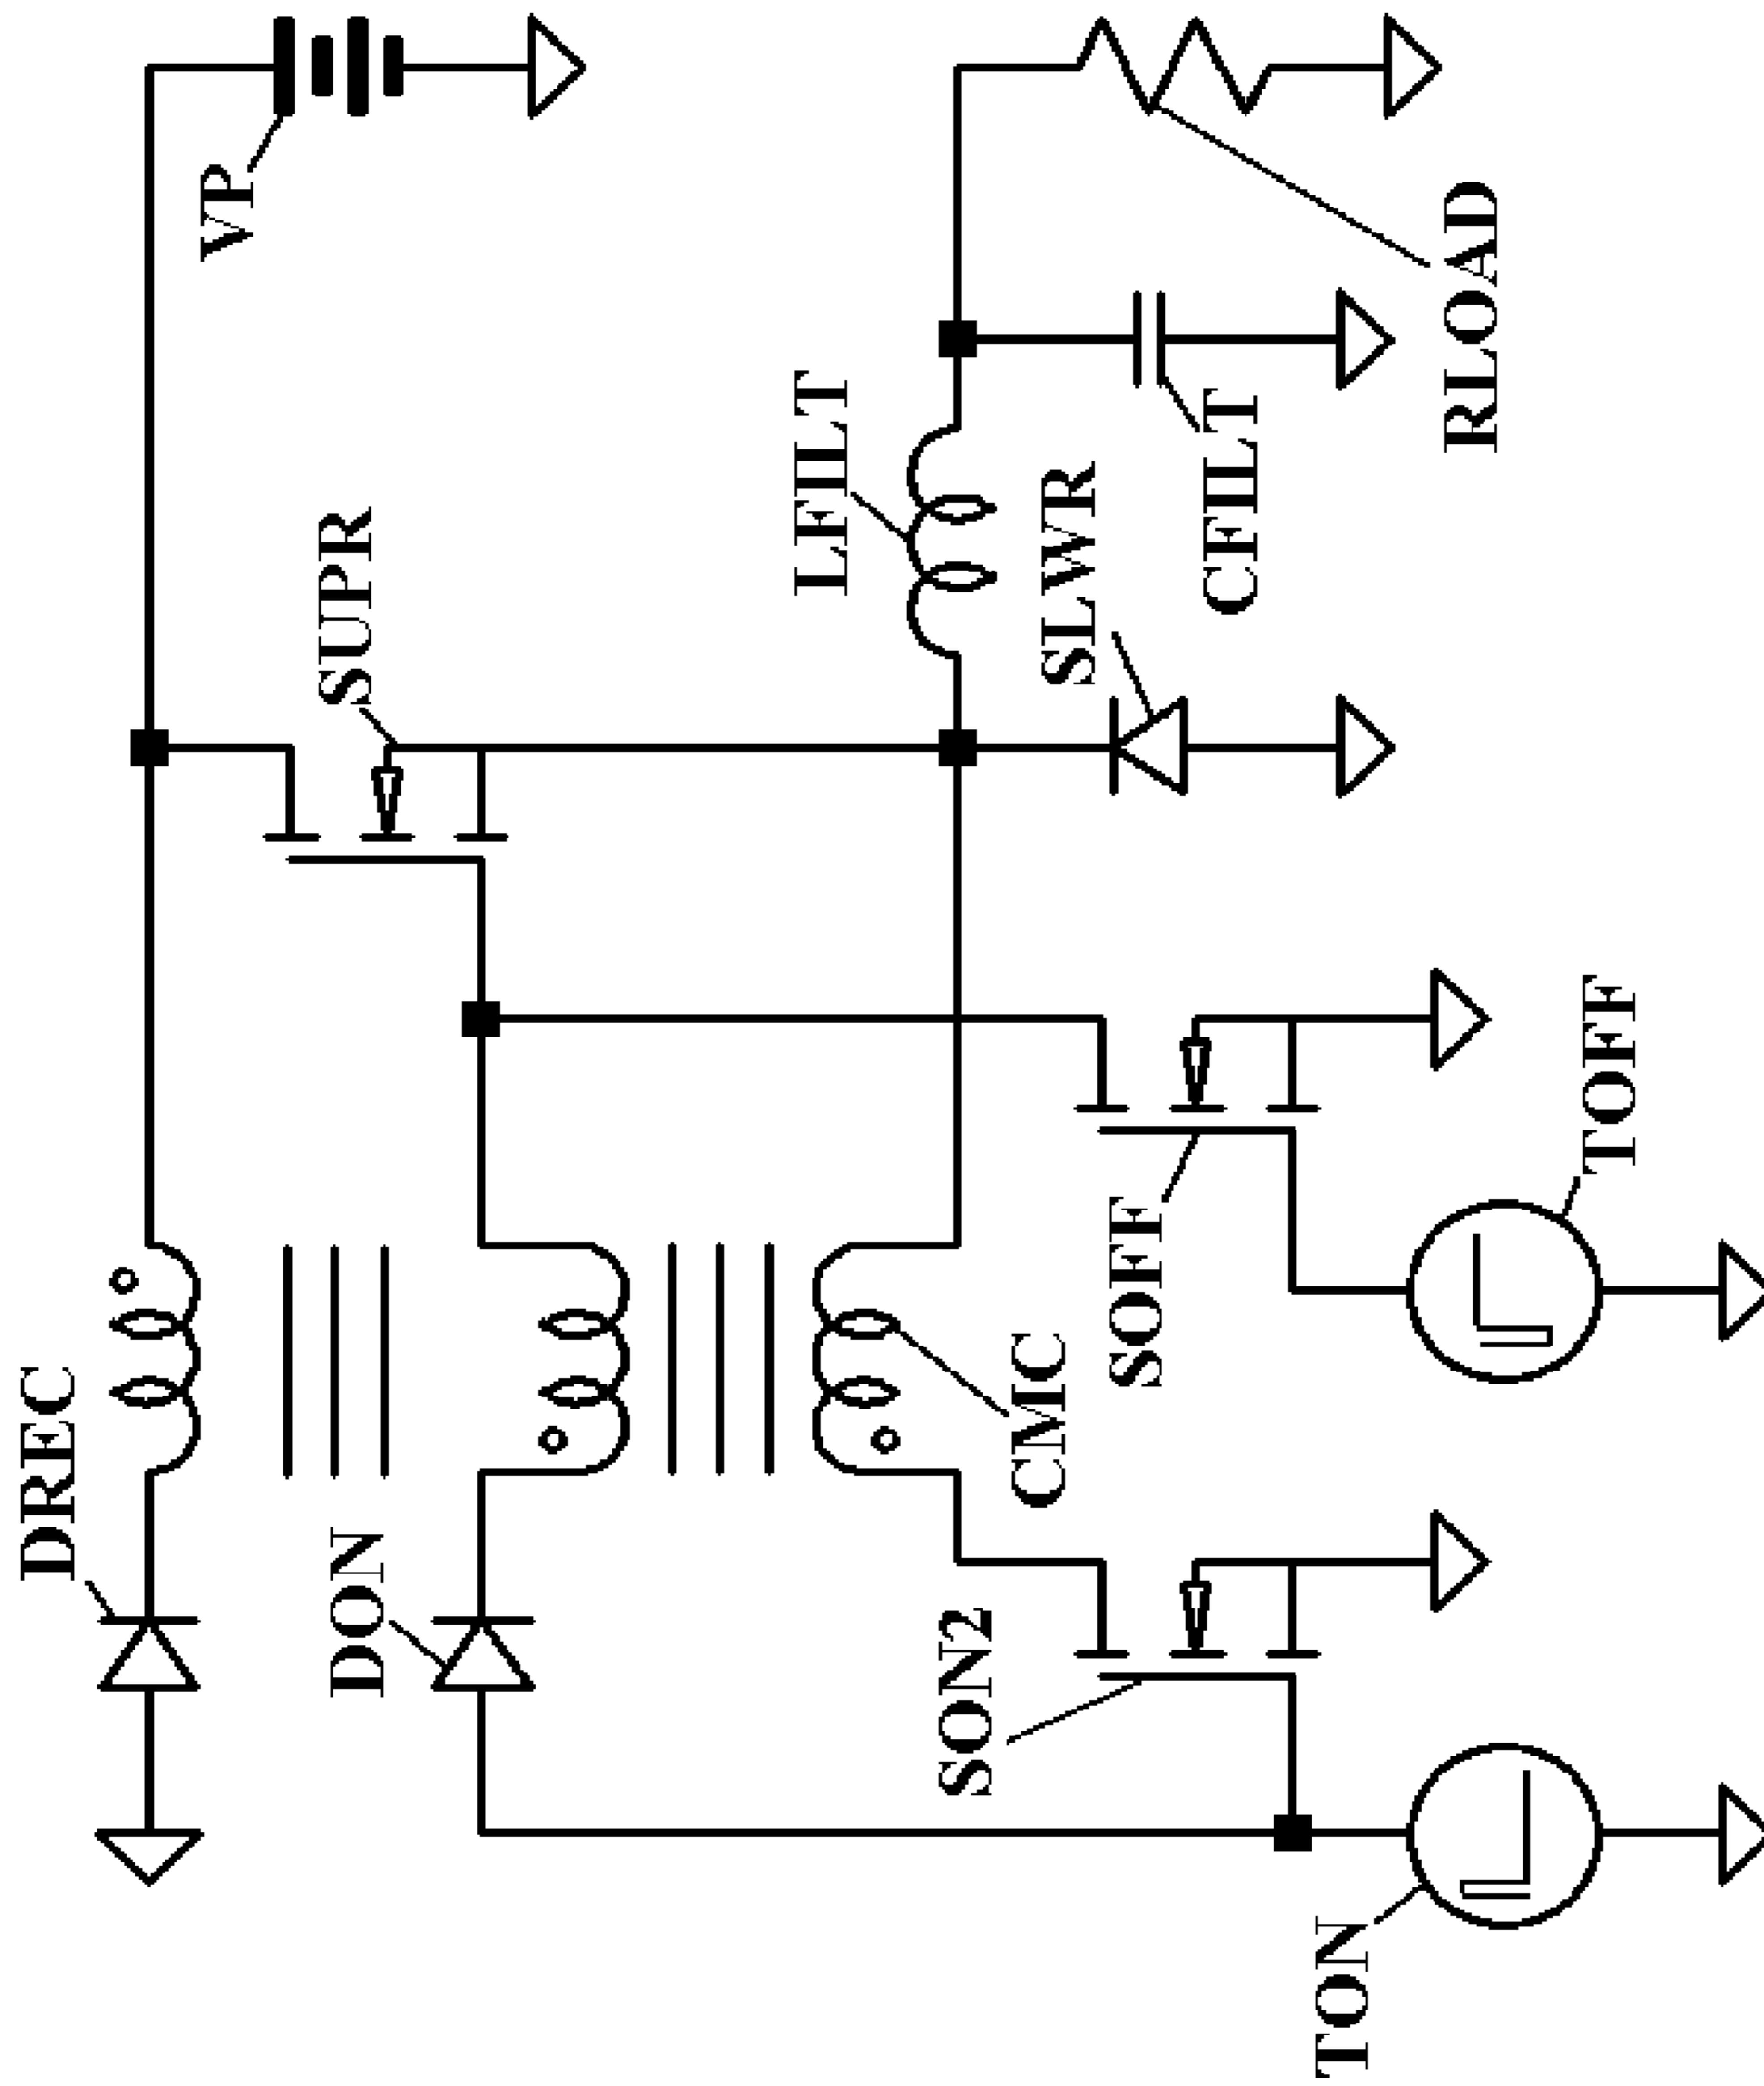 DREC
VP
SUPR
DON
LFILT
SLWR
CFILT
RLOAD
CMC
SON2
SOFF
TOFF
TON